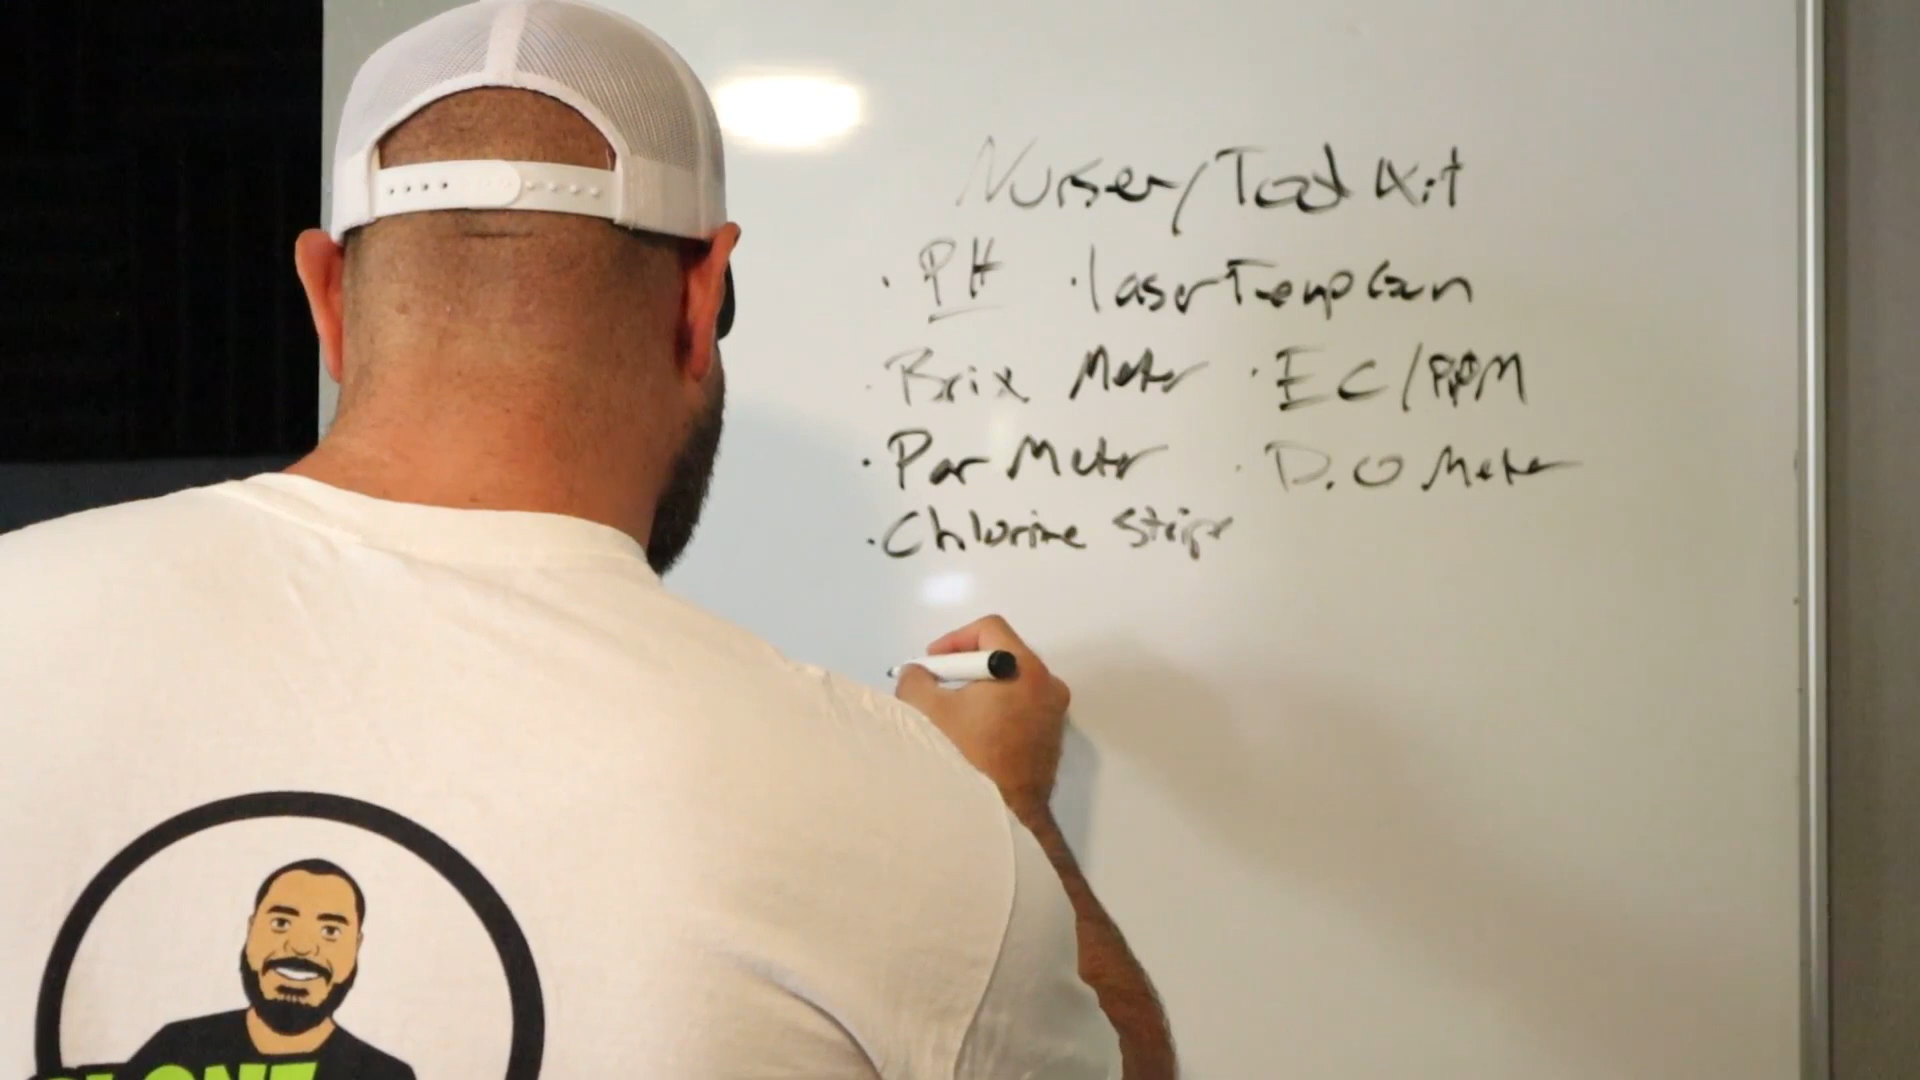 Nursery Tool Kit
· PH · laser Temp Gun
· Brix Meter · EC/PPM
· Par Meter · D.O Meter
· Chlorine Strips